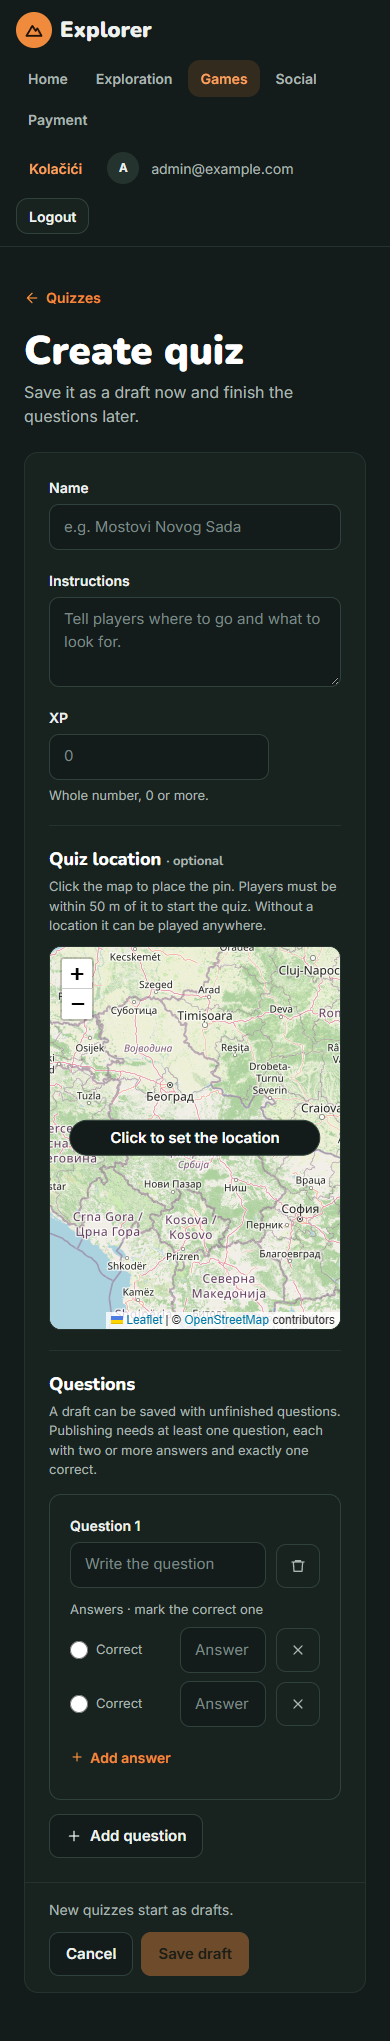 Explorer
Home Exploration Games Social
Payment
Kolačići A admin@example.com
Logout
← Quizzes
Create quiz
Save it as a draft now and finish the
questions later.
Name
e.g. Mostovi Novog Sada
Instructions
Tell players where to go and what to
look for.
XP
0
Whole number, 0 or more.
Quiz location · optional
Click the map to place the pin. Players must be
within 50 m of it to start the quiz. Without a
location it can be played anywhere.
Kecskemét
Cluj-Napoc
+
Szeged Arad
Deva
−
Суботица
Timișoara
Osijek Војводина Reșița
Drobeta-
Turnu
Severin
Tuzla
Београд
Craiova
Click to set the location
Србија
Нови Пазар Ниш Враца
София
Crna Gora /
Црна Гора
Kosova /
Kosovo
Перник
Prizren Благоевград
Shkodër
Северна
Македонија
Kamëz
Leaflet | © OpenStreetMap contributors
Questions
A draft can be saved with unfinished questions.
Publishing needs at least one question, each
with two or more answers and exactly one
correct.
Question 1
Write the question
Answers · mark the correct one
Correct Answer
Correct Answer
+ Add answer
+ Add question
New quizzes start as drafts.
Cancel Save draft